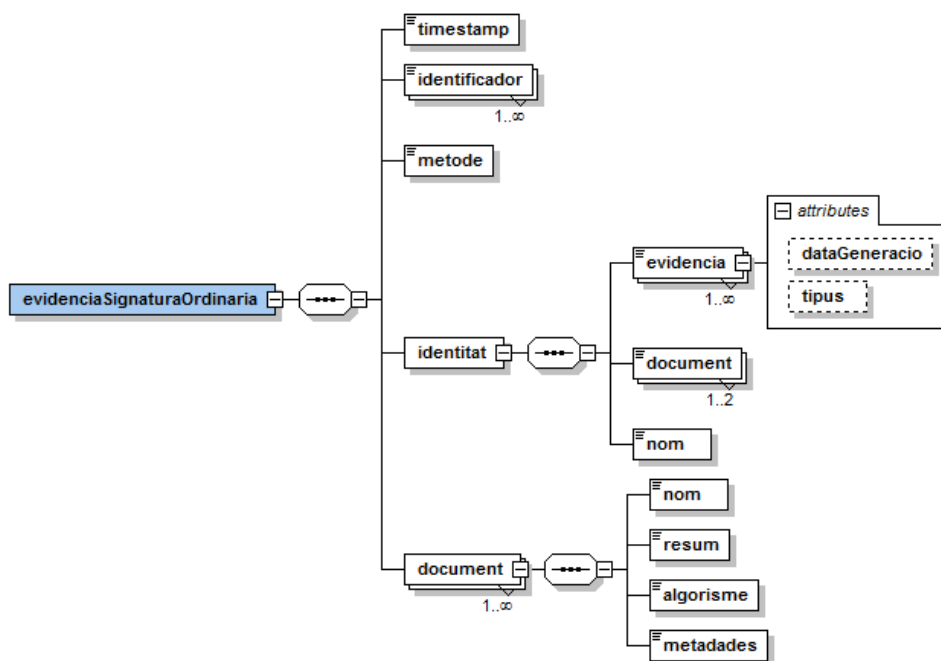 timestamp
identificador
1..∞
metode
evidenciaSignaturaOrdinaria
identitat
evidencia
1..∞
attributes
dataGeneracio
tipus
document
1..2
nom
document
1..∞
nom
resum
algorisme
metadades